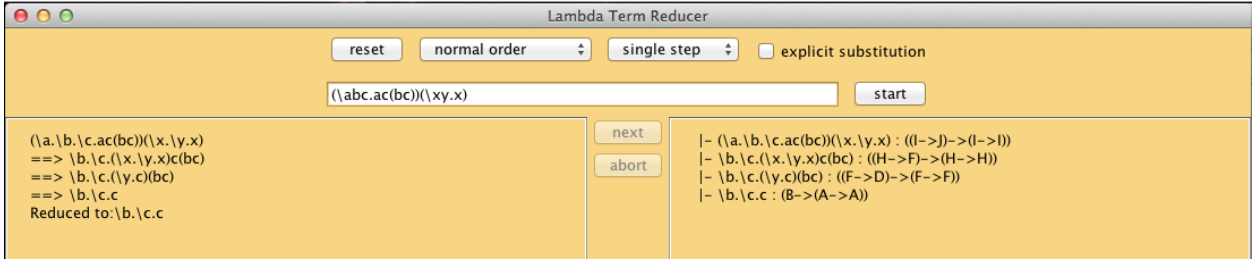 Lambda Term Reducer
reset normal order single step explicit substitution
(\abc.ac(bc))(\xy.x) start
(\a.\b.\c.ac(bc))(\x.\y.x)
==> \b.\c.(\x.\y.x)c(bc)
==> \b.\c.(\y.c)(bc)
==> \b.\c.c
Reduced to:\b.\c.c
next
abort
|- (\a.\b.\c.ac(bc))(\x.\y.x) : ((I->J)->(I->I))
|- \b.\c.(\x.\y.x)c(bc) : ((H->F)->(H->H))
|- \b.\c.(\y.c)(bc) : ((F->D)->(F->F))
|- \b.\c.c : (B->(A->A))